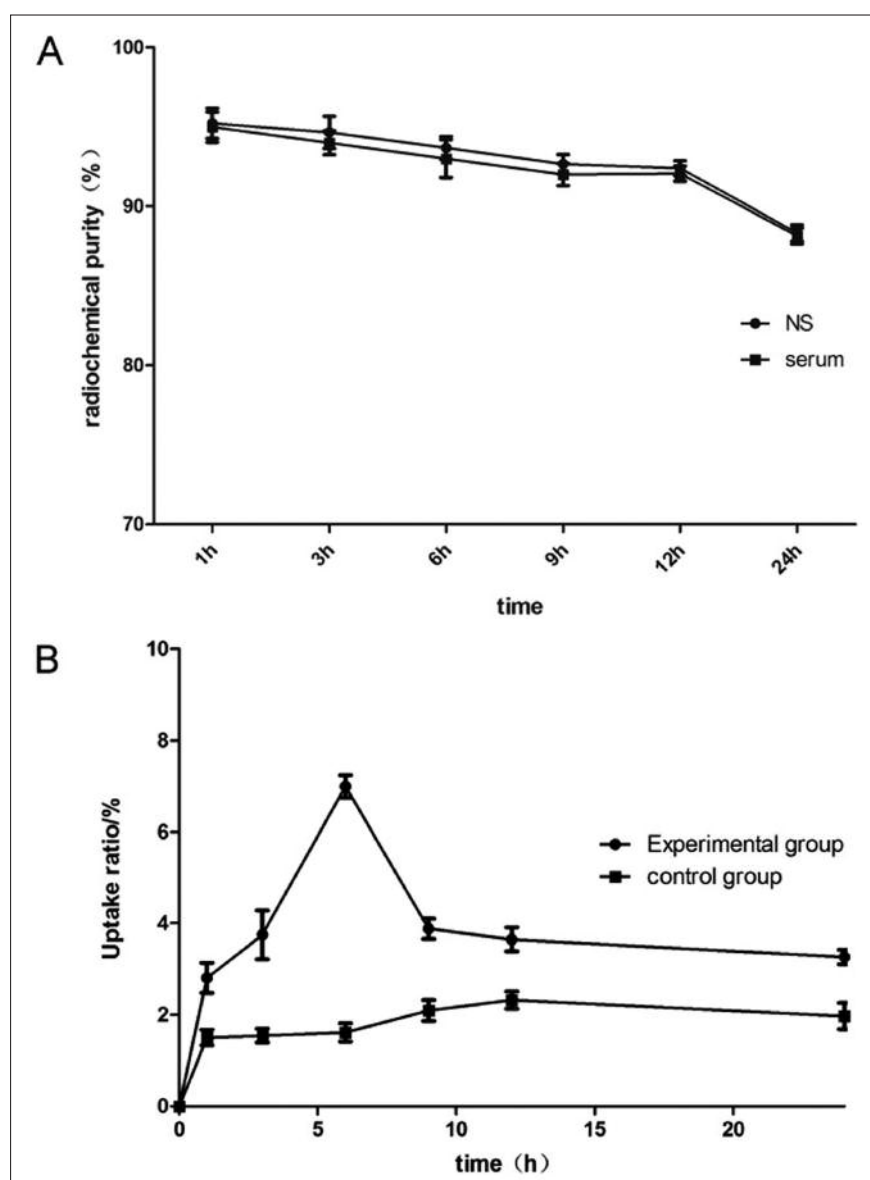 A
100
90
80
70
radiochemical purity（%）
NS
serum
1h
3h
6h
9h
12h
24h
time
B
10
8
6
4
2
0
Uptake ratio/%
Experimental group
control group
0
5
10
15
20
time（h）